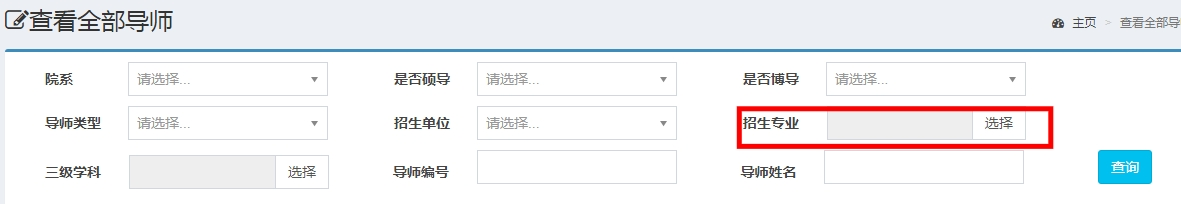 查看全部导师
主页 > 查看全部导
院系 请选择... 是否硕导 请选择... 是否博导 请选择...
导师类型 请选择... 招生单位 请选择... 招生专业 选择
三级学科 选择 导师编号 导师姓名 查询